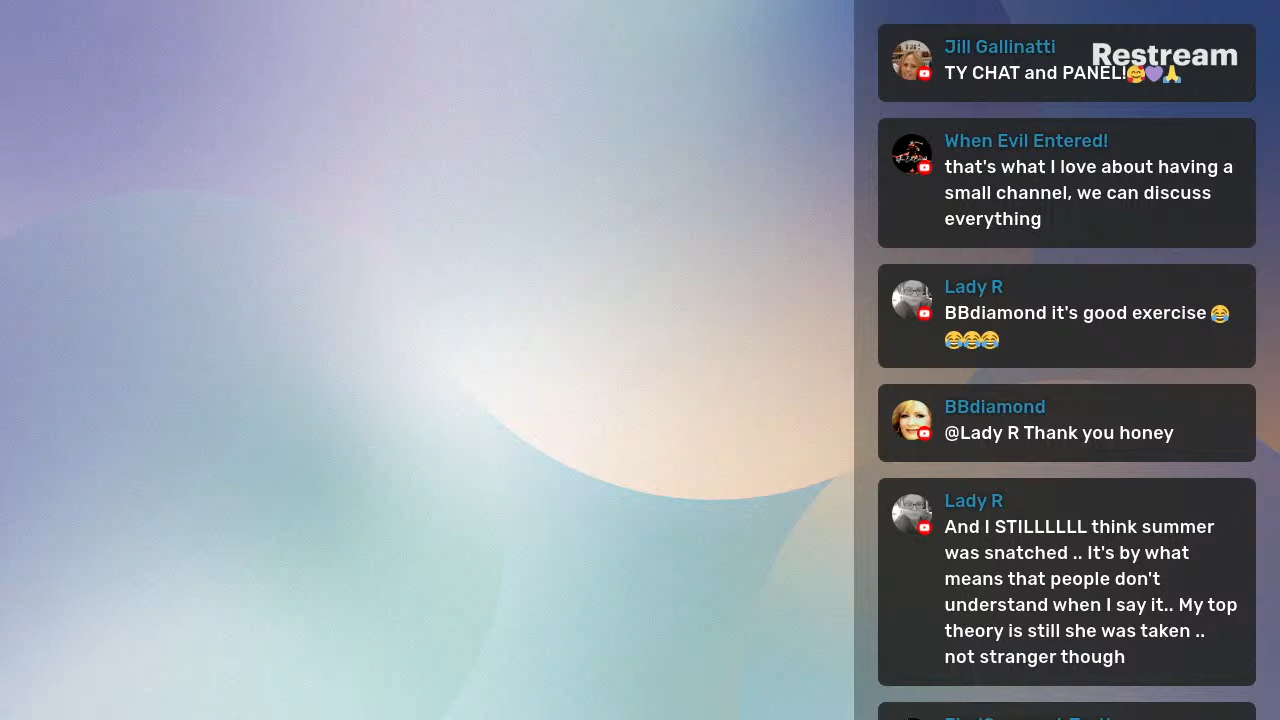 Jill Gallinatti
Restream
TY CHAT and PANEL!🥰💜🙏
When Evil Entered!
that's what I love about having a
small channel, we can discuss
everything
Lady R
BBdiamond it's good exercise 😂
😂😂😂
BBdiamond
@Lady R Thank you honey
Lady R
And I STILLLLLL think summer
was snatched .. It's by what
means that people don't
understand when I say it.. My top
theory is still she was taken ..
not stranger though